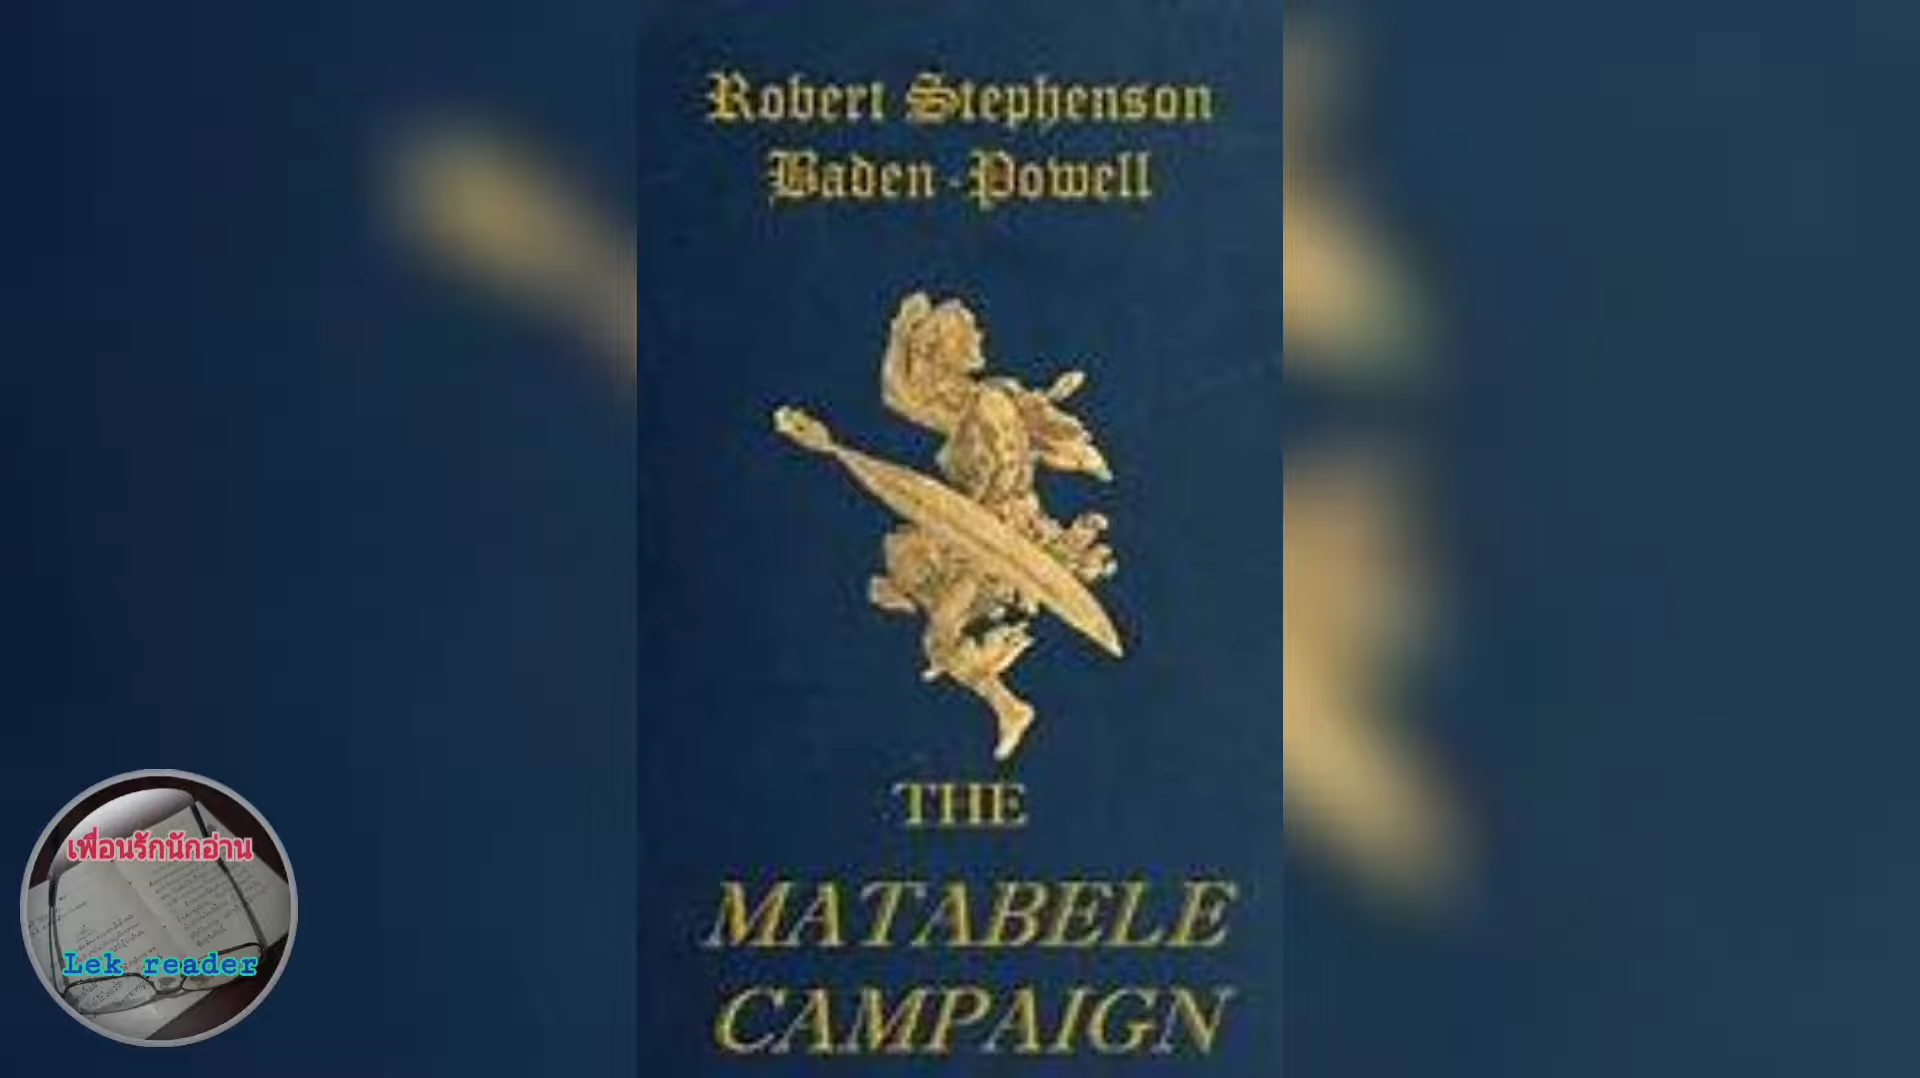 Robert Stephenson
Baden-Powell
THE
MATABELE
CAMPAIGN
เพื่อนรักนักอ่าน
Lek reader